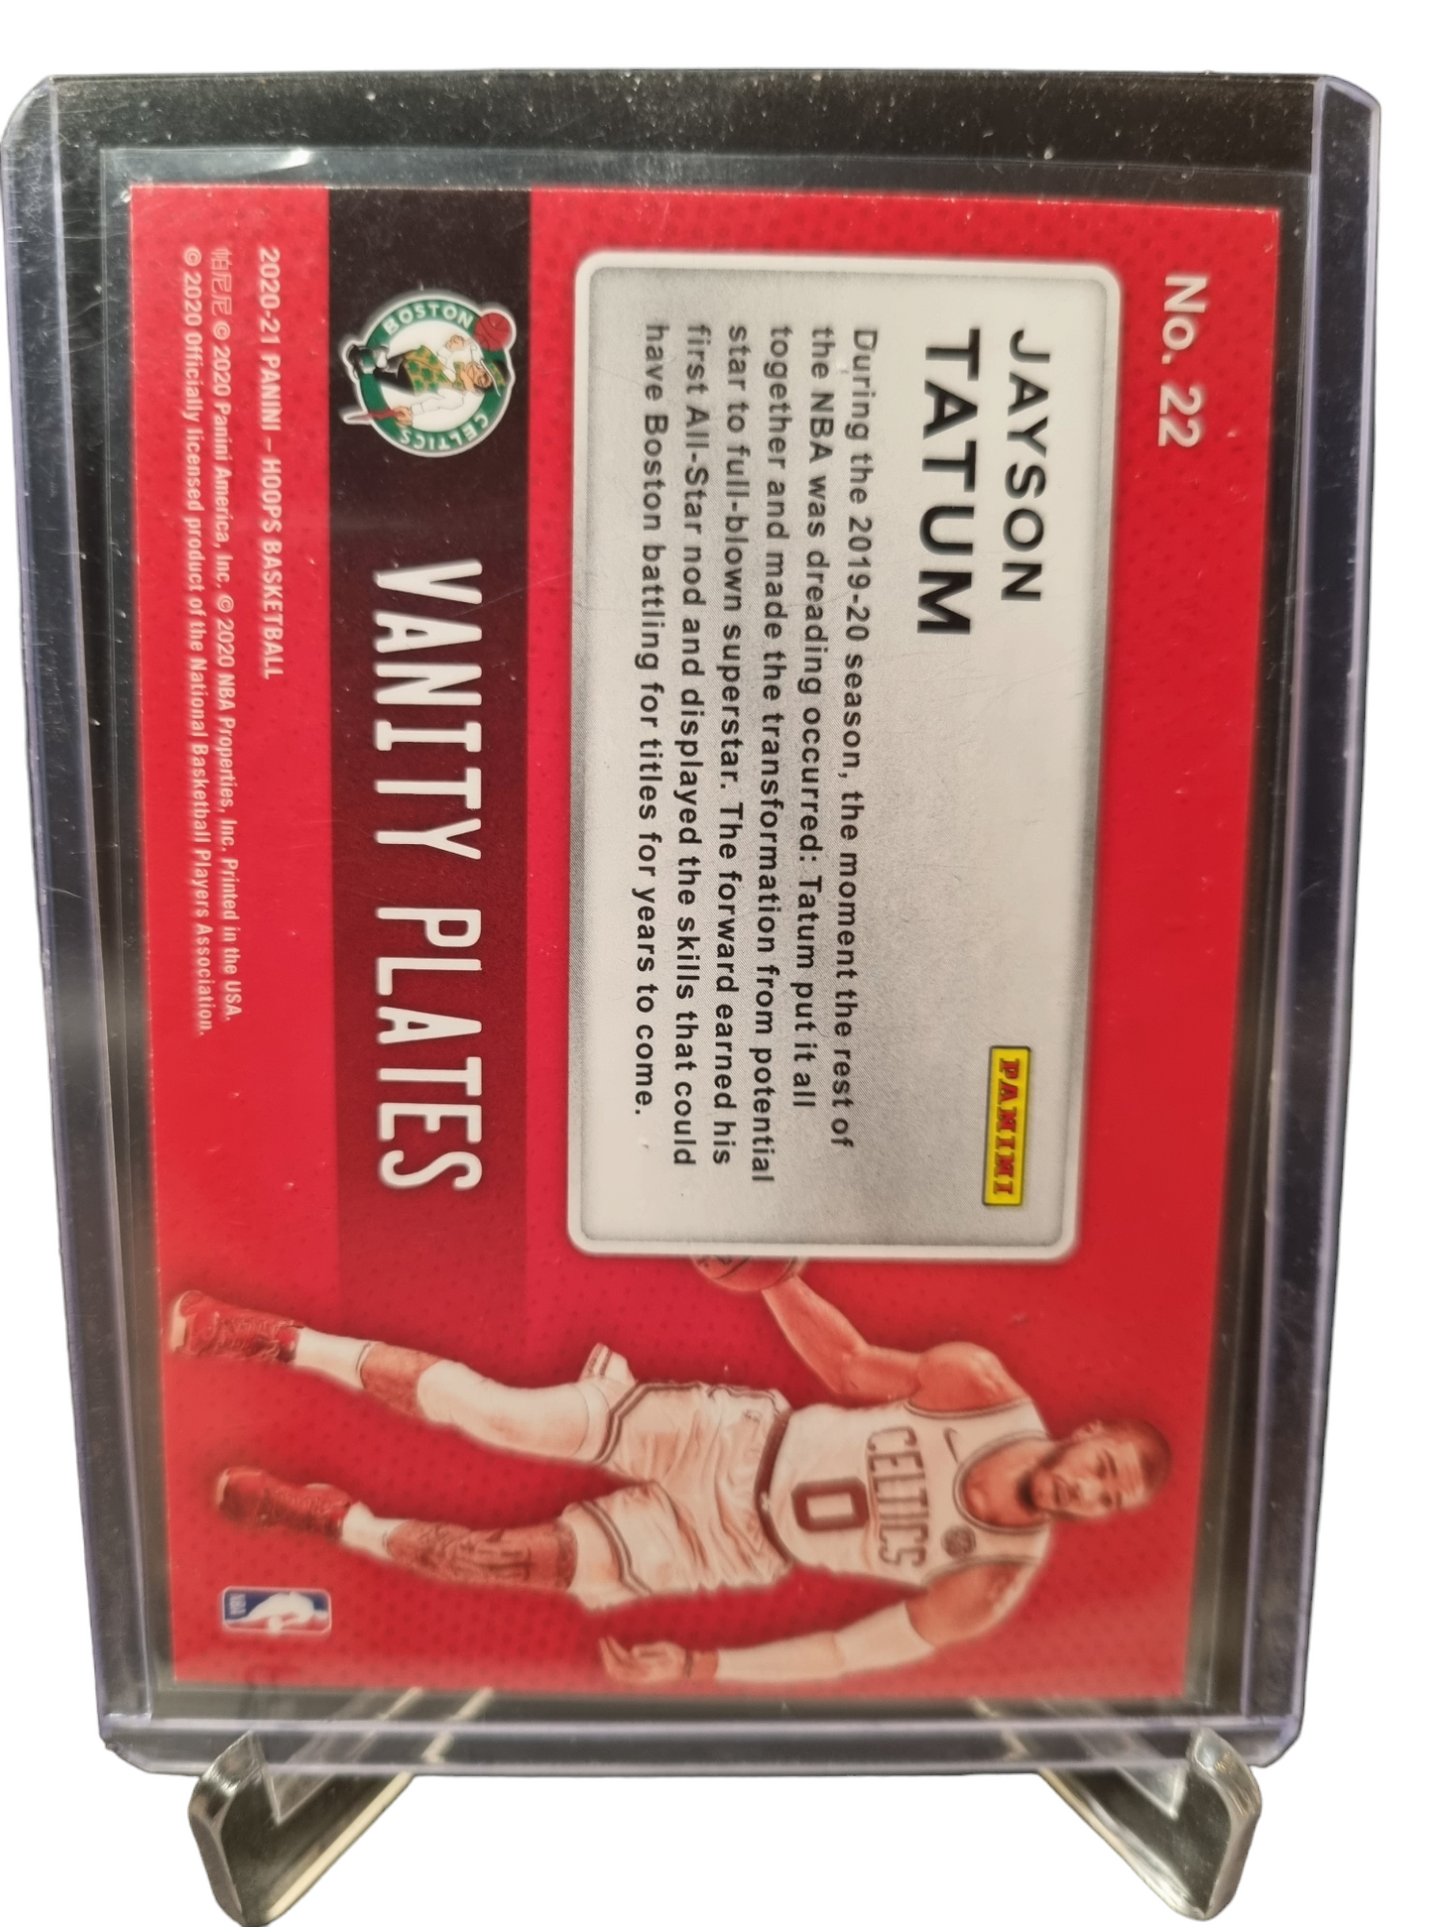 No. 22
JAYSON
TATUM
PANINI
During the 2019-20 season, the moment the rest of
the NBA was dreading occurred: Tatum put it all
together and made the transformation from potential
star to full-blown superstar. The forward earned his
first All-Star nod and displayed the skills that could
have Boston battling for titles for years to come.
BOSTON
CELTICS
VANITY PLATES
CELTICS
0
2020-21 PANINI – HOOPS BASKETBALL
帕尼尼 © 2020 Panini America, Inc. © 2020 NBA Properties, Inc. Printed in the USA.
© 2020 Officially licensed product of the National Basketball Players Association.
NBA